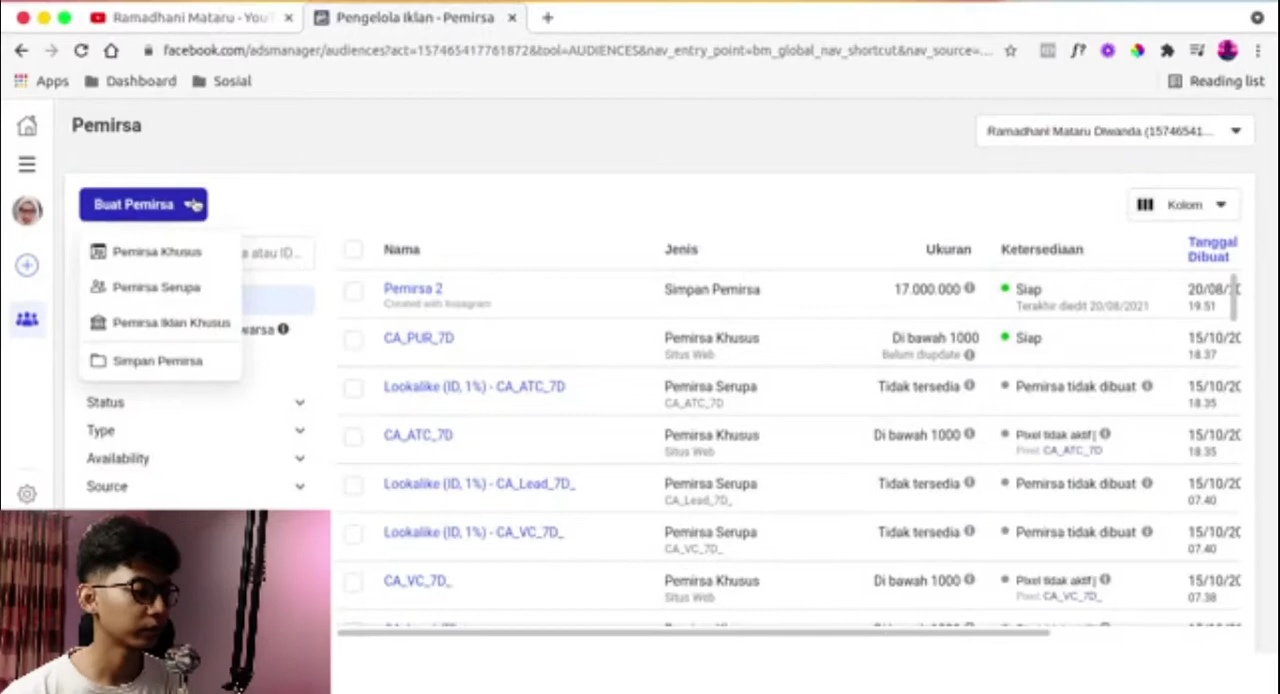 Ramadhani Mataru - YouT
Pengelola Iklan - Pemirsa
facebook.com/adsmanager/audiences?act=157465417761872&tool=AUDIENCES&nav_entry_point=bm_global_nav_shortcut&nav_source=...
Apps
Dashboard
Sosial
Reading list
Pemirsa
Ramadhani Mataru Diwanda (15746541...
Buat Pemirsa
Kolom
Pemirsa Khusus
Pemirsa Serupa
Pemirsa Iklan Khusus
Simpan Pemirsa
a atau ID...
warsa
Status
Type
Availability
Source
Nama Jenis Ukuran Ketersediaan Tanggal Dibuat
Pemirsa 2 Simpan Pemirsa 17.000.000 Siap 20/08/20
Created with Instagram Terakhir diedit 20/08/2021 19.51
CA_PUR_7D Pemirsa Khusus Di bawah 1000 Siap 15/10/20
Situs Web Belum diupdate 18.37
Lookalike (ID, 1%) - CA_ATC_7D Pemirsa Serupa Tidak tersedia Pemirsa tidak dibuat 15/10/20
CA_ATC_7D 18.35
CA_ATC_7D Pemirsa Khusus Di bawah 1000 Pixel tidak aktif| 15/10/20
Situs Web Pixel: CA_ATC_7D 18.35
Lookalike (ID, 1%) - CA_Lead_7D_ Pemirsa Serupa Tidak tersedia Pemirsa tidak dibuat 15/10/20
CA_Lead_7D_ 07.40
Lookalike (ID, 1%) - CA_VC_7D_ Pemirsa Serupa Tidak tersedia Pemirsa tidak dibuat 15/10/20
CA_VC_7D_ 07.40
CA_VC_7D_ Pemirsa Khusus Di bawah 1000 Pixel tidak aktif| 15/10/20
Situs Web Pixel: CA_VC_7D_ 07.38